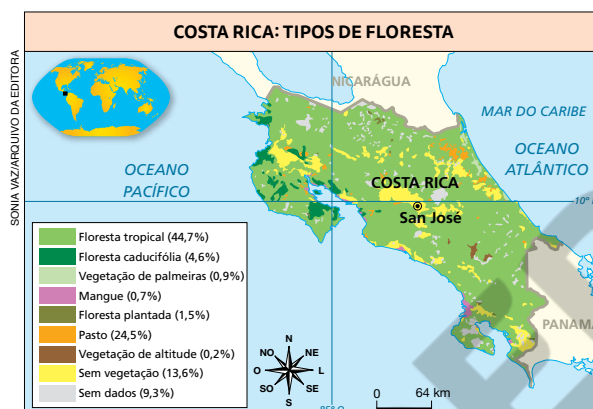 COSTA RICA: TIPOS DE FLORESTA
SONIA VAZ/ARQUIVO DA EDITORA
NICARÁGUA
MAR DO CARIBE
OCEANO
ATLÂNTICO
OCEANO
PACÍFICO
COSTA RICA
San José
10°
PANAMÁ
Floresta tropical (44,7%)
Floresta caducifólia (4,6%)
Vegetação de palmeiras (0,9%)
Mangue (0,7%)
Floresta plantada (1,5%)
Pasto (24,5%)
Vegetação de altitude (0,2%)
Sem vegetação (13,6%)
Sem dados (9,3%)
N
NO NE
O L
SO SE
S
0 64 km
85° O